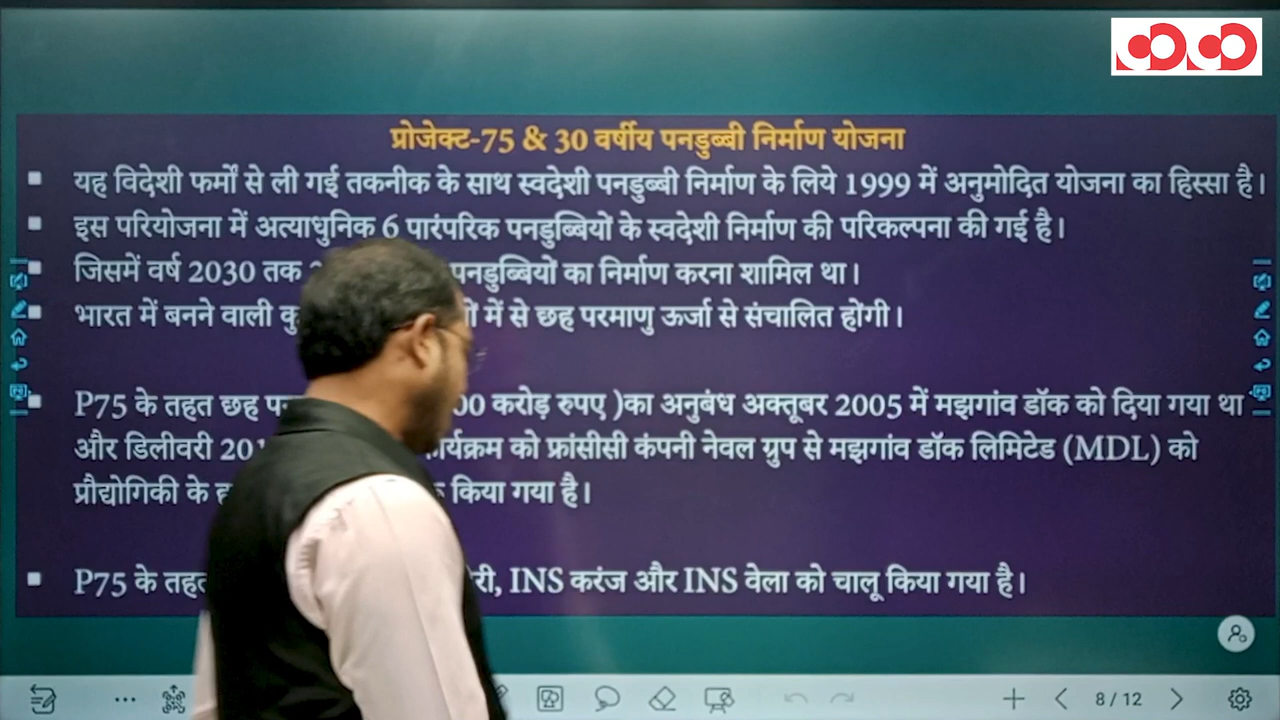 प्रोजेक्ट-75 & 30 वर्षीय पनडुब्बी निर्माण योजना
यह विदेशी फर्मों से ली गई तकनीक के साथ स्वदेशी पनडुब्बी निर्माण के लिये 1999 में अनुमोदित योजना का हिस्सा है।
इस परियोजना में अत्याधुनिक 6 पारंपरिक पनडुब्बियों के स्वदेशी निर्माण की परिकल्पना की गई है।
जिसमें वर्ष 2030 तक पनडुब्बियों का निर्माण करना शामिल था।
भारत में बनने वाली में से छह परमाणु ऊर्जा से संचालित होंगी।
P75 के तहत छह करोड़ रुपए )का अनुबंध अक्तूबर 2005 में मझगांव डॉक को दिया गया था
और डिलीवरी को फ्रांसीसी कंपनी नेवल ग्रुप से मझगांव डॉक लिमिटेड (MDL) को
प्रौद्योगिकी के किया गया है।
P75 के तहत INS करंज और INS वेला को चालू किया गया है।
8 / 12